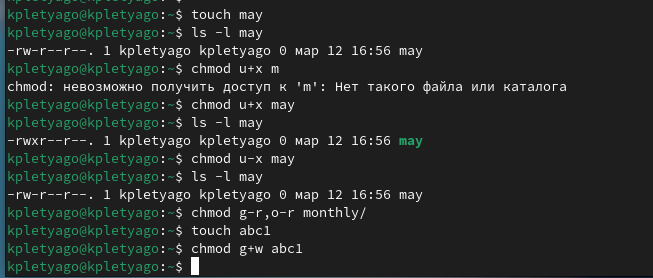 kpletyago@kpletyago:~$ touch may
kpletyago@kpletyago:~$ ls -l may
-rw-r--r--. 1 kpletyago kpletyago 0 мар 12 16:56 may
kpletyago@kpletyago:~$ chmod u+x m
chmod: невозможно получить доступ к 'm': Нет такого файла или каталога
kpletyago@kpletyago:~$ chmod u+x may
kpletyago@kpletyago:~$ ls -l may
-rwxr--r--. 1 kpletyago kpletyago 0 мар 12 16:56 may
kpletyago@kpletyago:~$ chmod u-x may
kpletyago@kpletyago:~$ ls -l may
-rw-r--r--. 1 kpletyago kpletyago 0 мар 12 16:56 may
kpletyago@kpletyago:~$ chmod g-r,o-r monthly/
kpletyago@kpletyago:~$ touch abc1
kpletyago@kpletyago:~$ chmod g+w abc1
kpletyago@kpletyago:~$